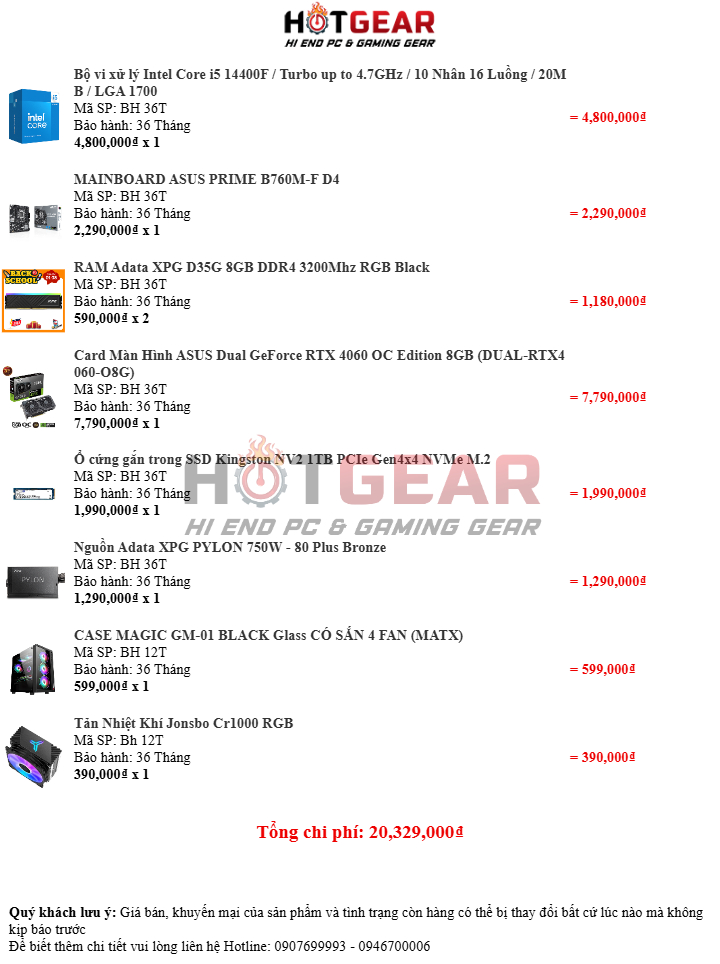 HOTGEAR
HI END PC & GAMING GEAR
Bộ vi xử lý Intel Core i5 14400F / Turbo up to 4.7GHz / 10 Nhân 16 Luồng / 20M
B / LGA 1700
Mã SP: BH 36T
Bảo hành: 36 Tháng
4,800,000₫ x 1
= 4,800,000₫
intel
CORE
i5
MAINBOARD ASUS PRIME B760M-F D4
Mã SP: BH 36T
Bảo hành: 36 Tháng
2,290,000₫ x 1
= 2,290,000₫
BACK
SCHOOL
RAM Adata XPG D35G 8GB DDR4 3200Mhz RGB Black
Mã SP: BH 36T
Bảo hành: 36 Tháng
590,000₫ x 2
= 1,180,000₫
Card Màn Hình ASUS Dual GeForce RTX 4060 OC Edition 8GB (DUAL-RTX4
060-O8G)
Mã SP: BH 36T
Bảo hành: 36 Tháng
7,790,000₫ x 1
= 7,790,000₫
Ổ cứng gắn trong SSD Kingston NV2 1TB PCIe Gen4x4 NVMe M.2
Mã SP: BH 36T
Bảo hành: 36 Tháng
1,990,000₫ x 1
= 1,990,000₫
HOTGEAR
HI END PC & GAMING GEAR
Nguồn Adata XPG PYLON 750W - 80 Plus Bronze
Mã SP: BH 36T
Bảo hành: 36 Tháng
1,290,000₫ x 1
= 1,290,000₫
PYLON
CASE MAGIC GM-01 BLACK Glass CÓ SẮN 4 FAN (MATX)
Mã SP: BH 12T
Bảo hành: 36 Tháng
599,000₫ x 1
= 599,000₫
Tản Nhiệt Khí Jonsbo Cr1000 RGB
Mã SP: Bh 12T
Bảo hành: 36 Tháng
390,000₫ x 1
= 390,000₫
Tổng chi phí: 20,329,000₫
Quý khách lưu ý: Giá bán, khuyến mại của sản phẩm và tình trạng còn hàng có thể bị thay đổi bất cứ lúc nào mà không
kịp báo trước
Để biết thêm chi tiết vui lòng liên hệ Hotline: 0907699993 - 0946700006